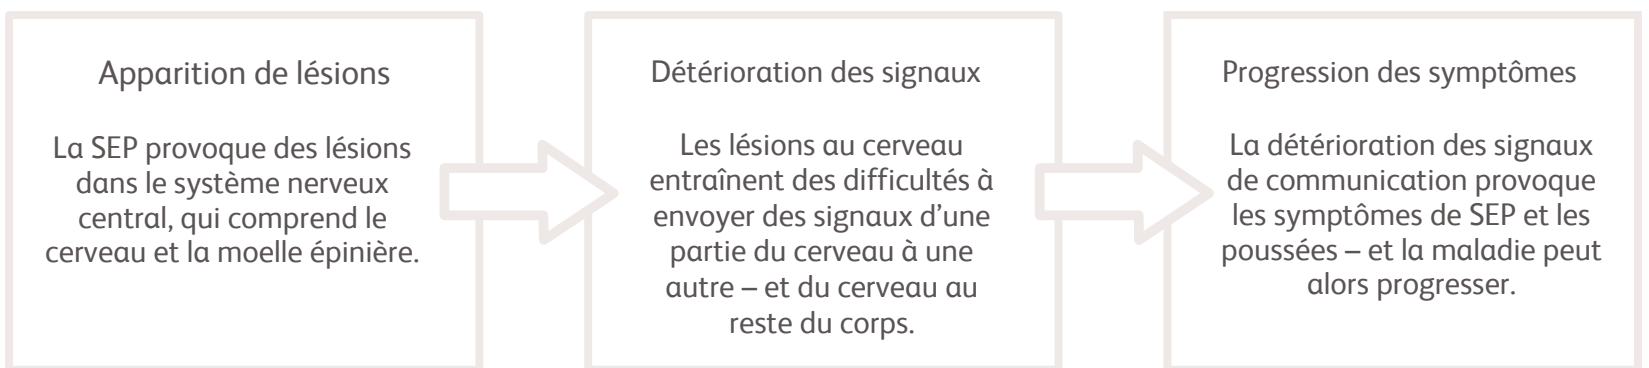 Apparition de lésions
La SEP provoque des lésions
dans le système nerveux
central, qui comprend le
cerveau et la moelle épinière.
Détérioration des signaux
Les lésions au cerveau
entraînent des difficultés à
envoyer des signaux d’une
partie du cerveau à une
autre – et du cerveau au
reste du corps.
Progression des symptômes
La détérioration des signaux
de communication provoque
les symptômes de SEP et les
poussées – et la maladie peut
alors progresser.